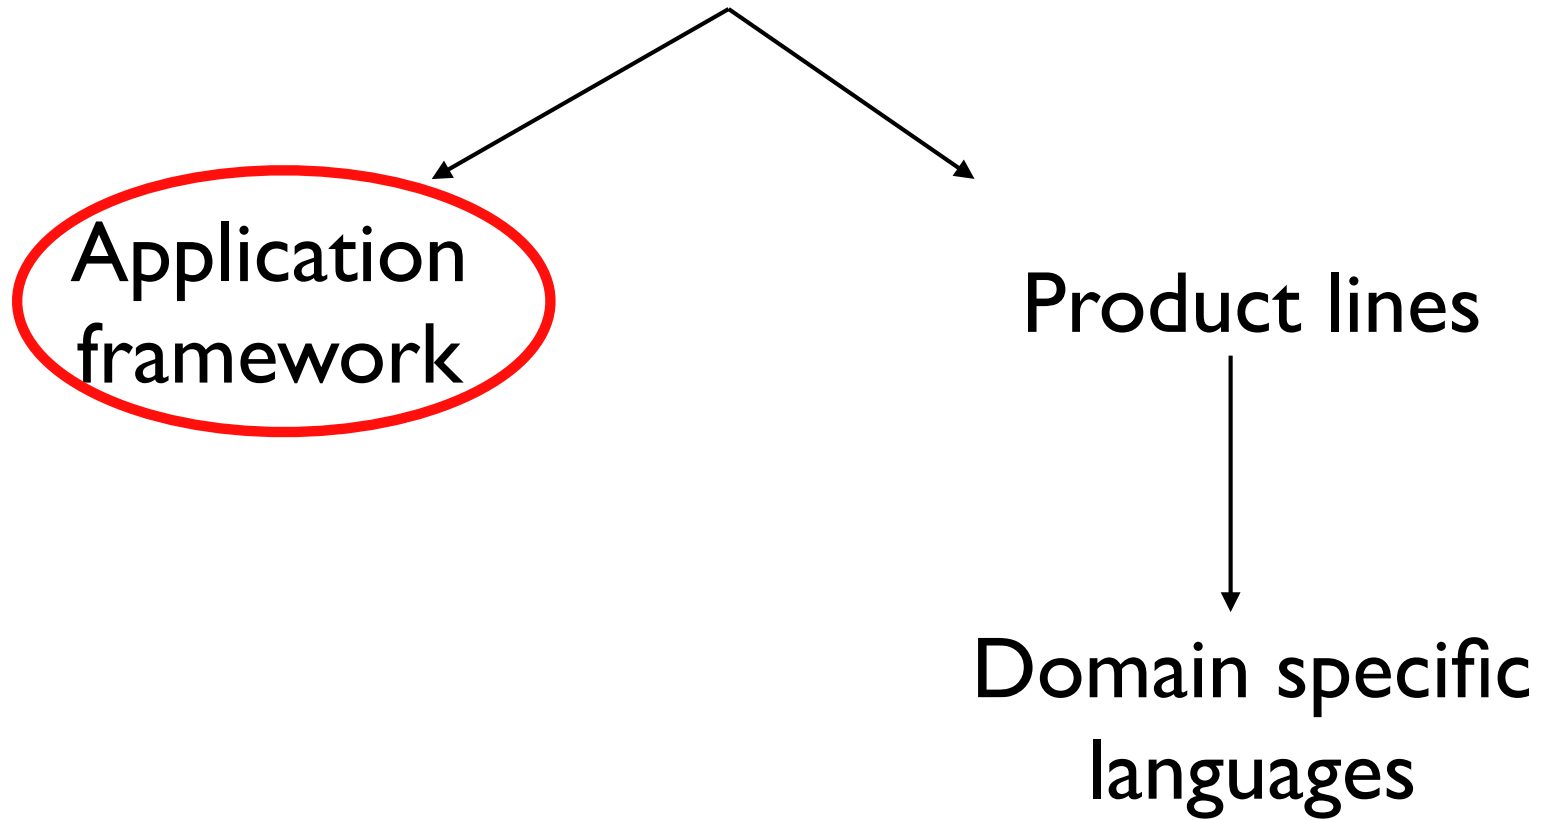 Application
framework
Product lines
Domain specific
languages